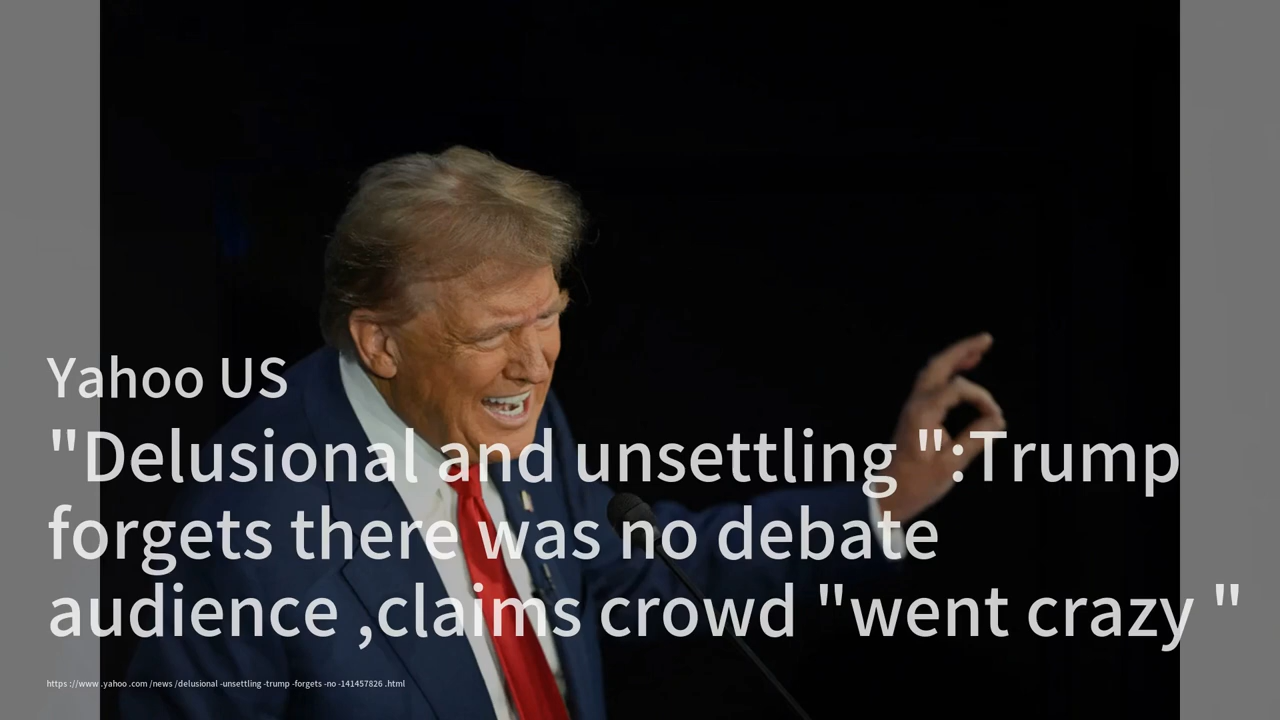 Yahoo US
"Delusional and unsettling ":Trump
forgets there was no debate
audience ,claims crowd "went crazy "
https ://www .yahoo .com /news /delusional -unsettling -trump -forgets -no -141457826 .html